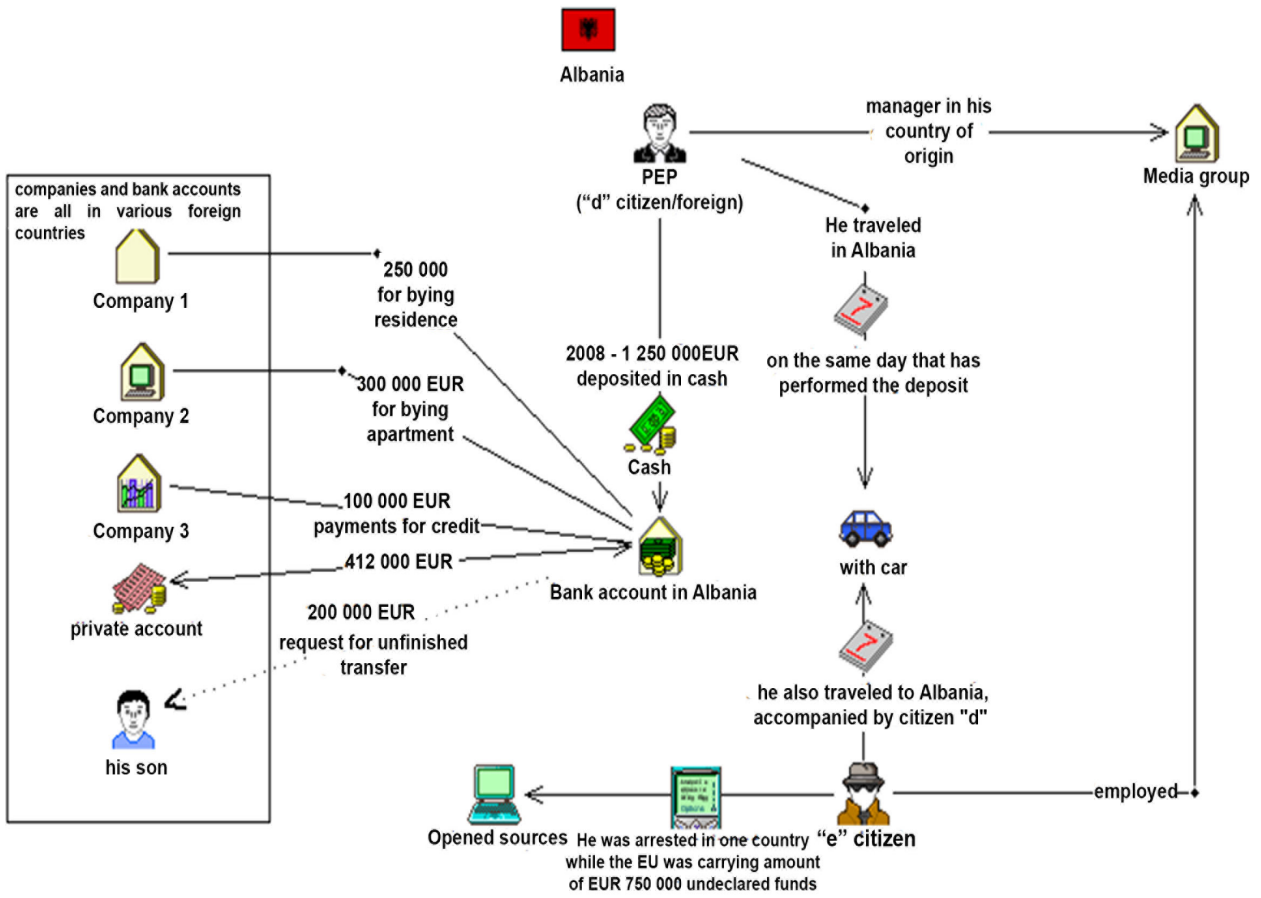 Albania
manager in his
country of
origin
PEP
(“d” citizen/foreign)
Media group
companies and bank accounts
are all in various foreign
countries
He traveled
in Albania
Company 1
250 000
for bying
residence
2008 - 1 250 000EUR
deposited in cash
on the same day that has
performed the deposit
Company 2
300 000 EUR
for bying
apartment
Cash
Company 3
100 000 EUR
payments for credit
412 000 EUR
with car
Bank account in Albania
private account
200 000 EUR
request for unfinished
transfer
he also traveled to Albania,
accompanied by citizen "d"
his son
employed
Opened sources
He was arrested in one country
while the EU was carrying amount
of EUR 750 000 undeclared funds
“e” citizen